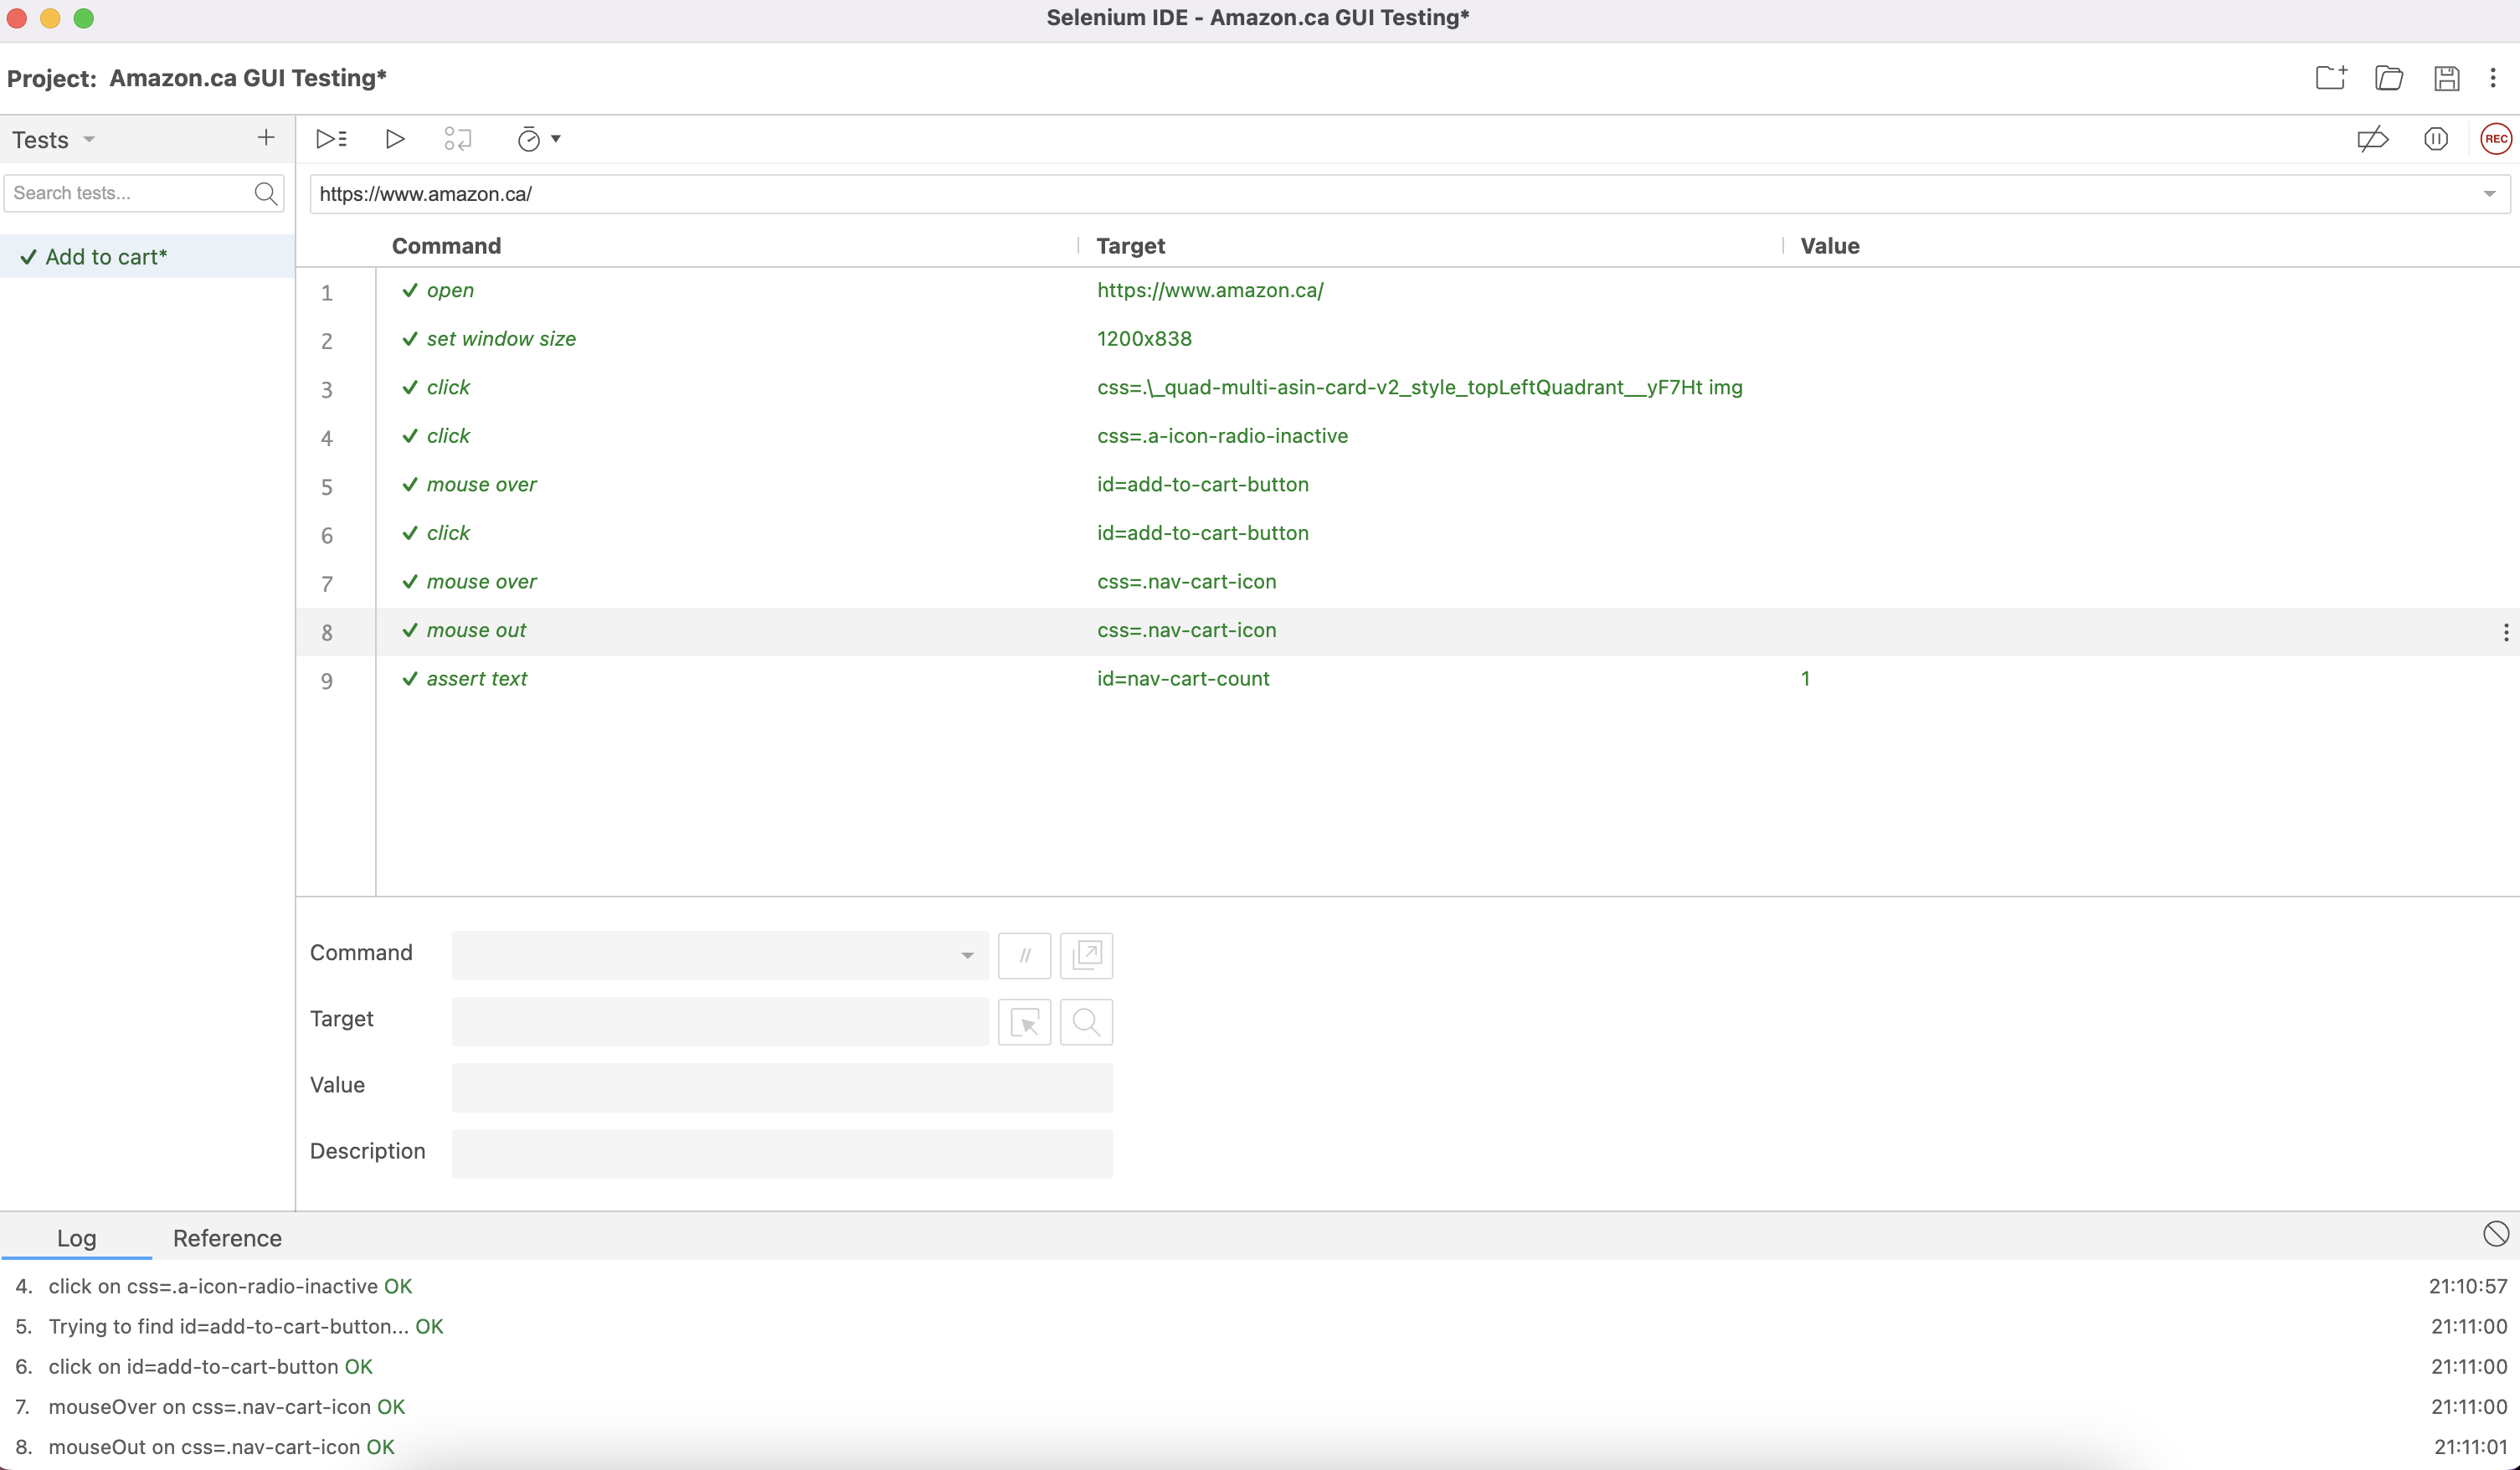 Selenium IDE - Amazon.ca GUI Testing*
Project: Amazon.ca GUI Testing*
Tests
REC
Search tests...
https://www.amazon.ca/
Add to cart*
Command Target Value
1 open https://www.amazon.ca/
2 set window size 1200x838
3 click css=.\_quad-multi-asin-card-v2_style_topLeftQuadrant__yF7Ht img
4 click css=.a-icon-radio-inactive
5 mouse over id=add-to-cart-button
6 click id=add-to-cart-button
7 mouse over css=.nav-cart-icon
8 mouse out css=.nav-cart-icon
9 assert text id=nav-cart-count 1
Command //
Target
Value
Description
Log Reference
4. click on css=.a-icon-radio-inactive OK 21:10:57
5. Trying to find id=add-to-cart-button... OK 21:11:00
6. click on id=add-to-cart-button OK 21:11:00
7. mouseOver on css=.nav-cart-icon OK 21:11:00
8. mouseOut on css=.nav-cart-icon OK 21:11:01